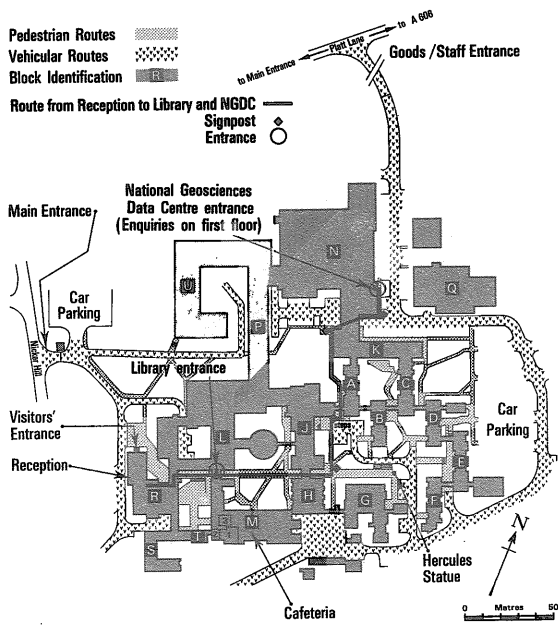 to A 606
Platt Lane
to Main Entrance
Goods / Staff Entrance
Pedestrian Routes
Vehicular Routes
Block Identification R
Route from Reception to Library and NGDC
Signpost
Entrance
National Geosciences
Data Centre entrance
(Enquiries on first floor)
Main Entrance
Car
Parking
Nicker Hill
N
U
Q
P
K
Library entrance
A
C
Visitors'
Entrance
B
D
Car
Parking
L
J
E
Reception
R
H
G
F
M
I
S
Hercules
Statue
Cafeteria
N
Metres
0
50